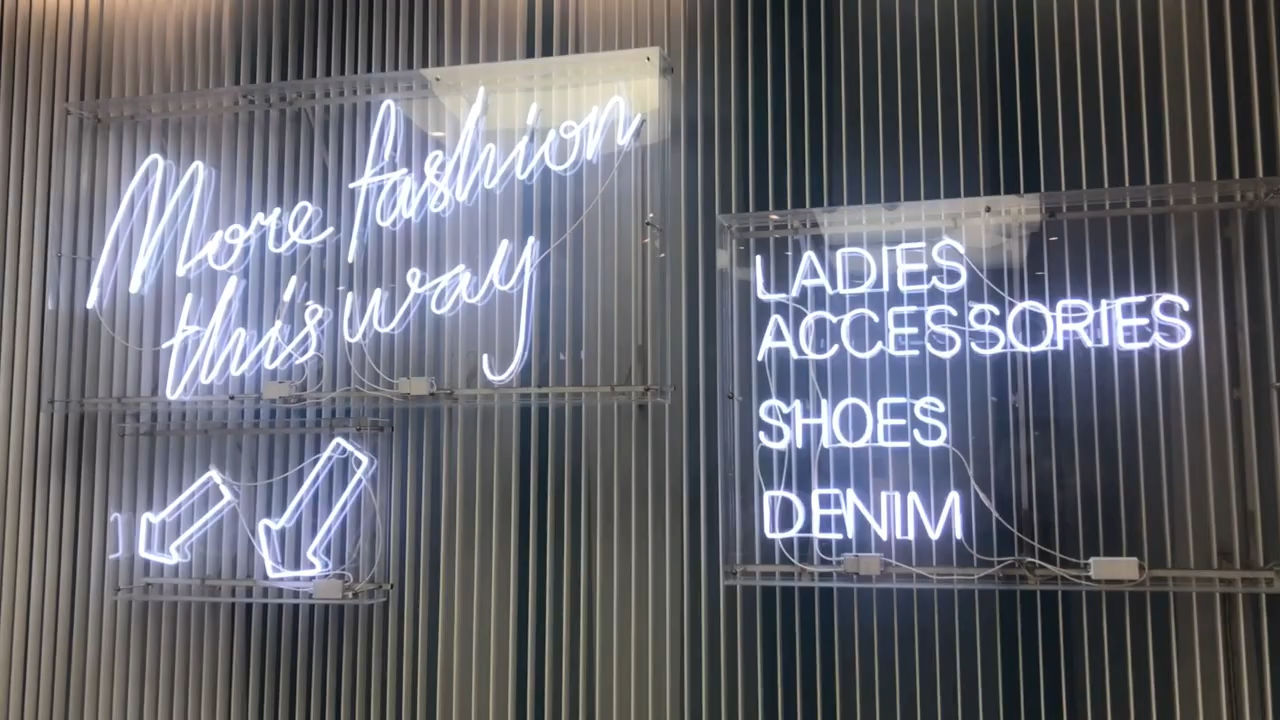 More fashion
this way
LADIES
ACCESSORIES
SHOES
DENIM